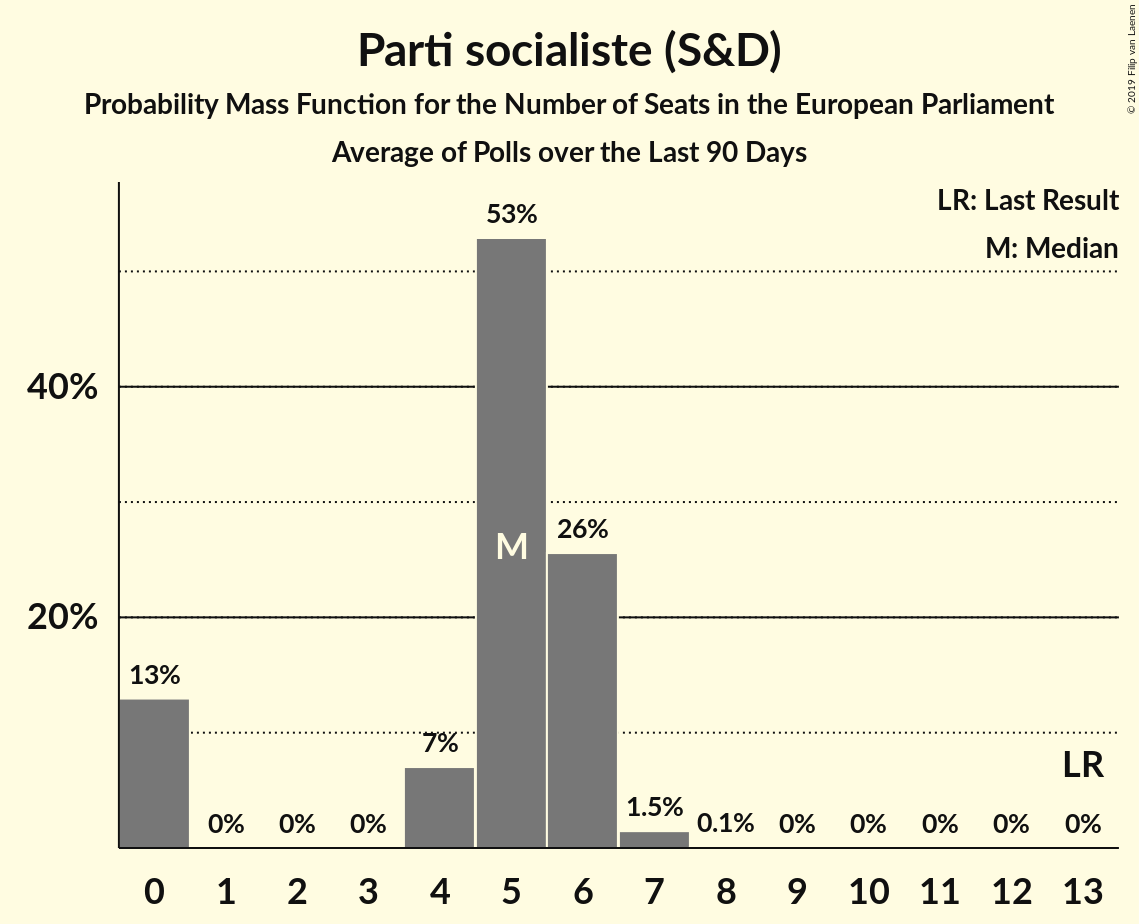 Parti socialiste (S&D)
Probability Mass Function for the Number of Seats in the European Parliament
Average of Polls over the Last 90 Days
© 2019 Filip van Laenen
LR: Last Result
M: Median
53%
40%
M
26%
20%
13%
7%
LR
1.5%
0% 0% 0% 0.1% 0% 0% 0% 0% 0%
0 1 2 3 4 5 6 7 8 9 10 11 12 13